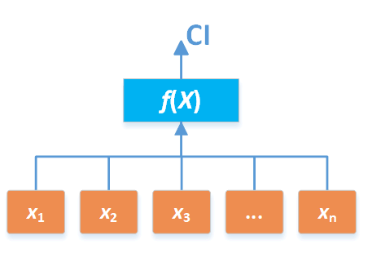 CI
f(X)
x₁ x₂ x₃ ... xₙ